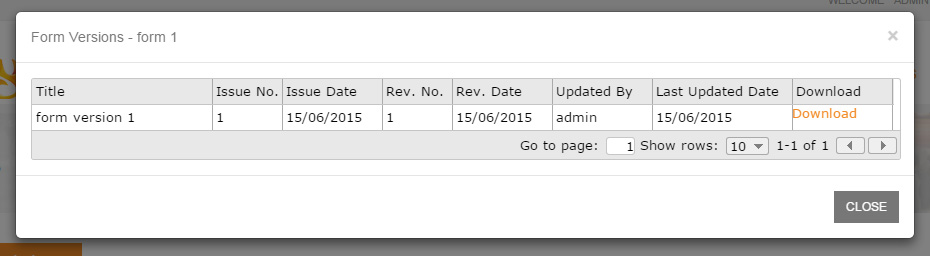 WELCOME ADMIN
Form Versions - form 1 ×
Title Issue No. Issue Date Rev. No. Rev. Date Updated By Last Updated Date Download
form version 1 1 15/06/2015 1 15/06/2015 admin 15/06/2015 Download
Go to page: 1 Show rows: 10 1-1 of 1
CLOSE